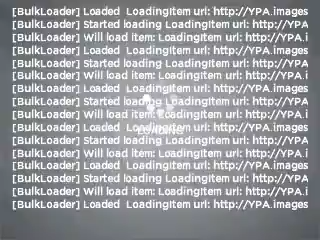 [BulkLoader] Loaded LoadingItem url: http://YPA.images
[BulkLoader] Started loading LoadingItem url: http://YPA
[BulkLoader] Will load item: LoadingItem url: http://YPA.i
[BulkLoader] Loaded LoadingItem url: http://YPA.images
[BulkLoader] Started loading LoadingItem url: http://YPA
[BulkLoader] Will load item: LoadingItem url: http://YPA.i
[BulkLoader] Loaded LoadingItem url: http://YPA.images
[BulkLoader] Started loading LoadingItem url: http://YPA
[BulkLoader] Will load item: LoadingItem url: http://YPA.i
[BulkLoader] Loaded LoadingItem url: http://YPA.images
LOADING
[BulkLoader] Started loading LoadingItem url: http://YPA
[BulkLoader] Will load item: LoadingItem url: http://YPA.i
[BulkLoader] Loaded LoadingItem url: http://YPA.images
[BulkLoader] Started loading LoadingItem url: http://YPA
[BulkLoader] Will load item: LoadingItem url: http://YPA.i
[BulkLoader] Loaded LoadingItem url: http://YPA.images